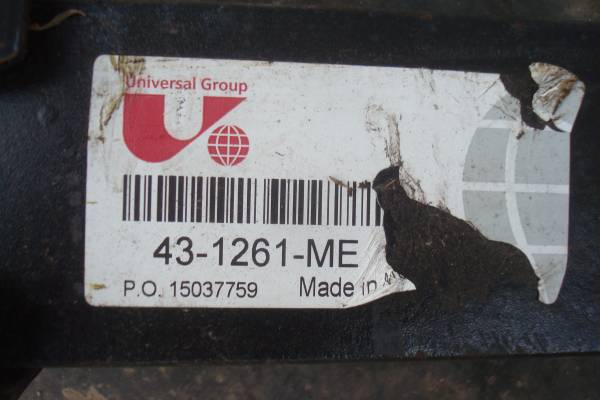 Universal Group
43-1261-ME
P.O. 15037759 Made in